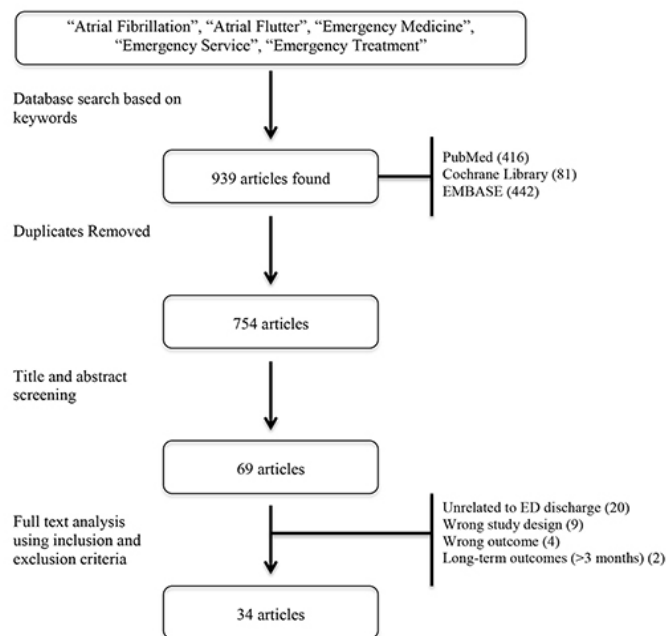 “Atrial Fibrillation”, “Atrial Flutter”, “Emergency Medicine”,
“Emergency Service”, “Emergency Treatment”
Database search based on
keywords
939 articles found
PubMed (416)
Cochrane Library (81)
EMBASE (442)
Duplicates Removed
754 articles
Title and abstract
screening
69 articles
Full text analysis
using inclusion and
exclusion criteria
Unrelated to ED discharge (20)
Wrong study design (9)
Wrong outcome (4)
Long-term outcomes (>3 months) (2)
34 articles